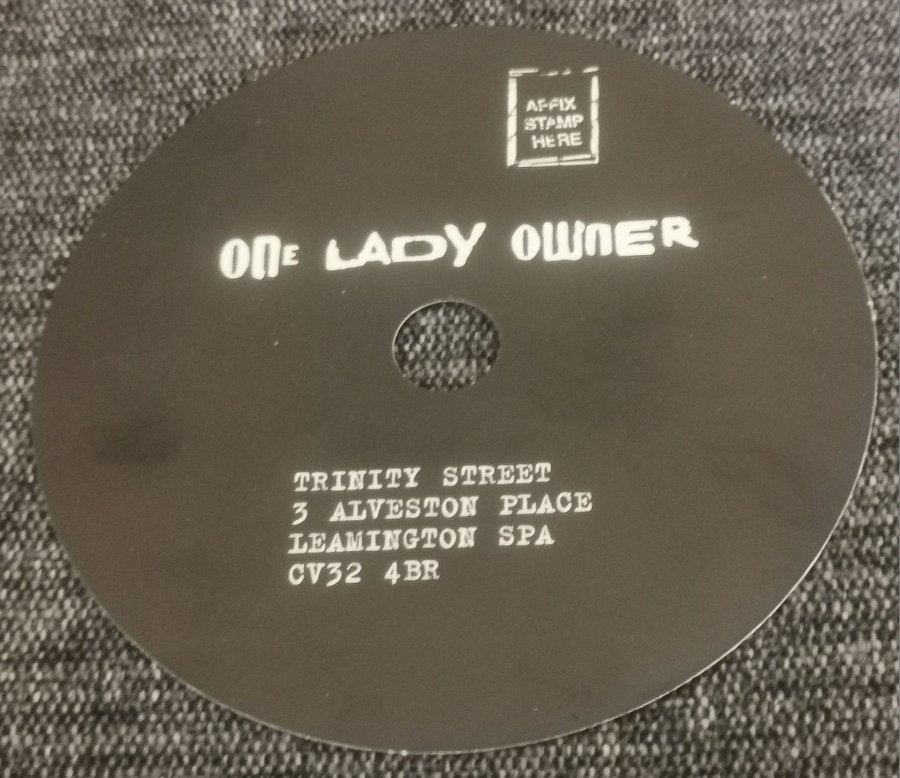 AFFIX
STAMP
HERE
One LADY OWnER
TRINITY STREET
3 ALVESTON PLACE
LEAMINGTON SPA
CV32 4BR